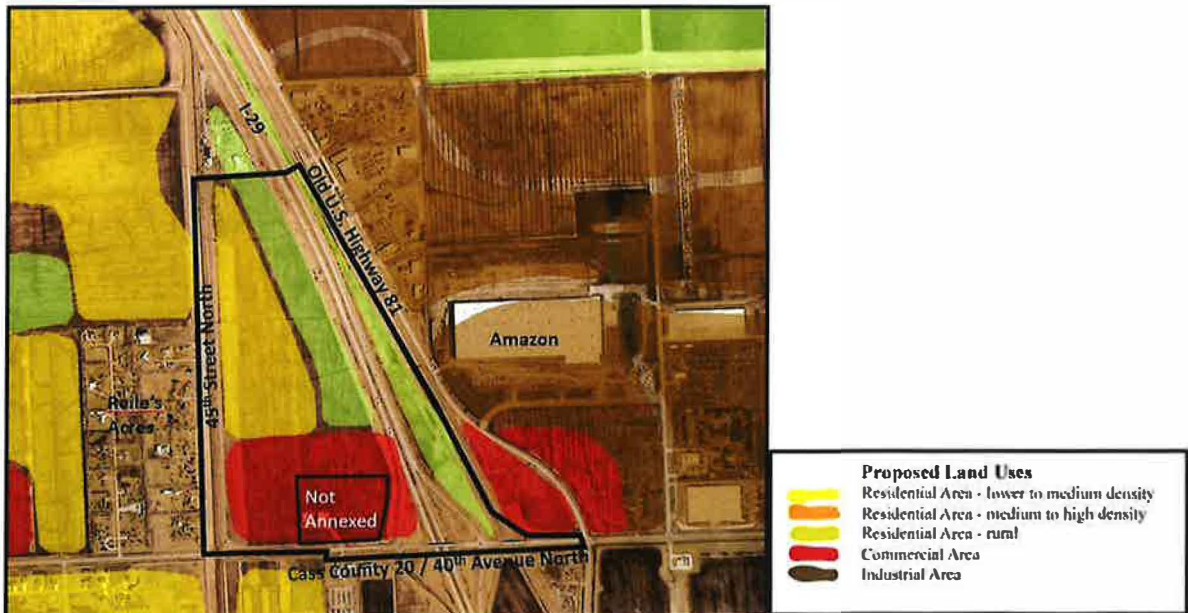 I-29
Old U.S. Highway 81
45th Street North
Amazon
Reile's
Acres
Not
Annexed
Cass County 20 / 40th Avenue North
Proposed Land Uses
Residential Area - lower to medium density
Residential Area - medium to high density
Residential Area - rural
Commercial Area
Industrial Area